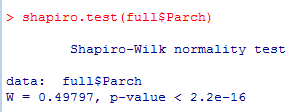 > shapiro.test(full$Parch)
Shapiro-Wilk normality test
data:  full$Parch
W = 0.49797, p-value < 2.2e-16